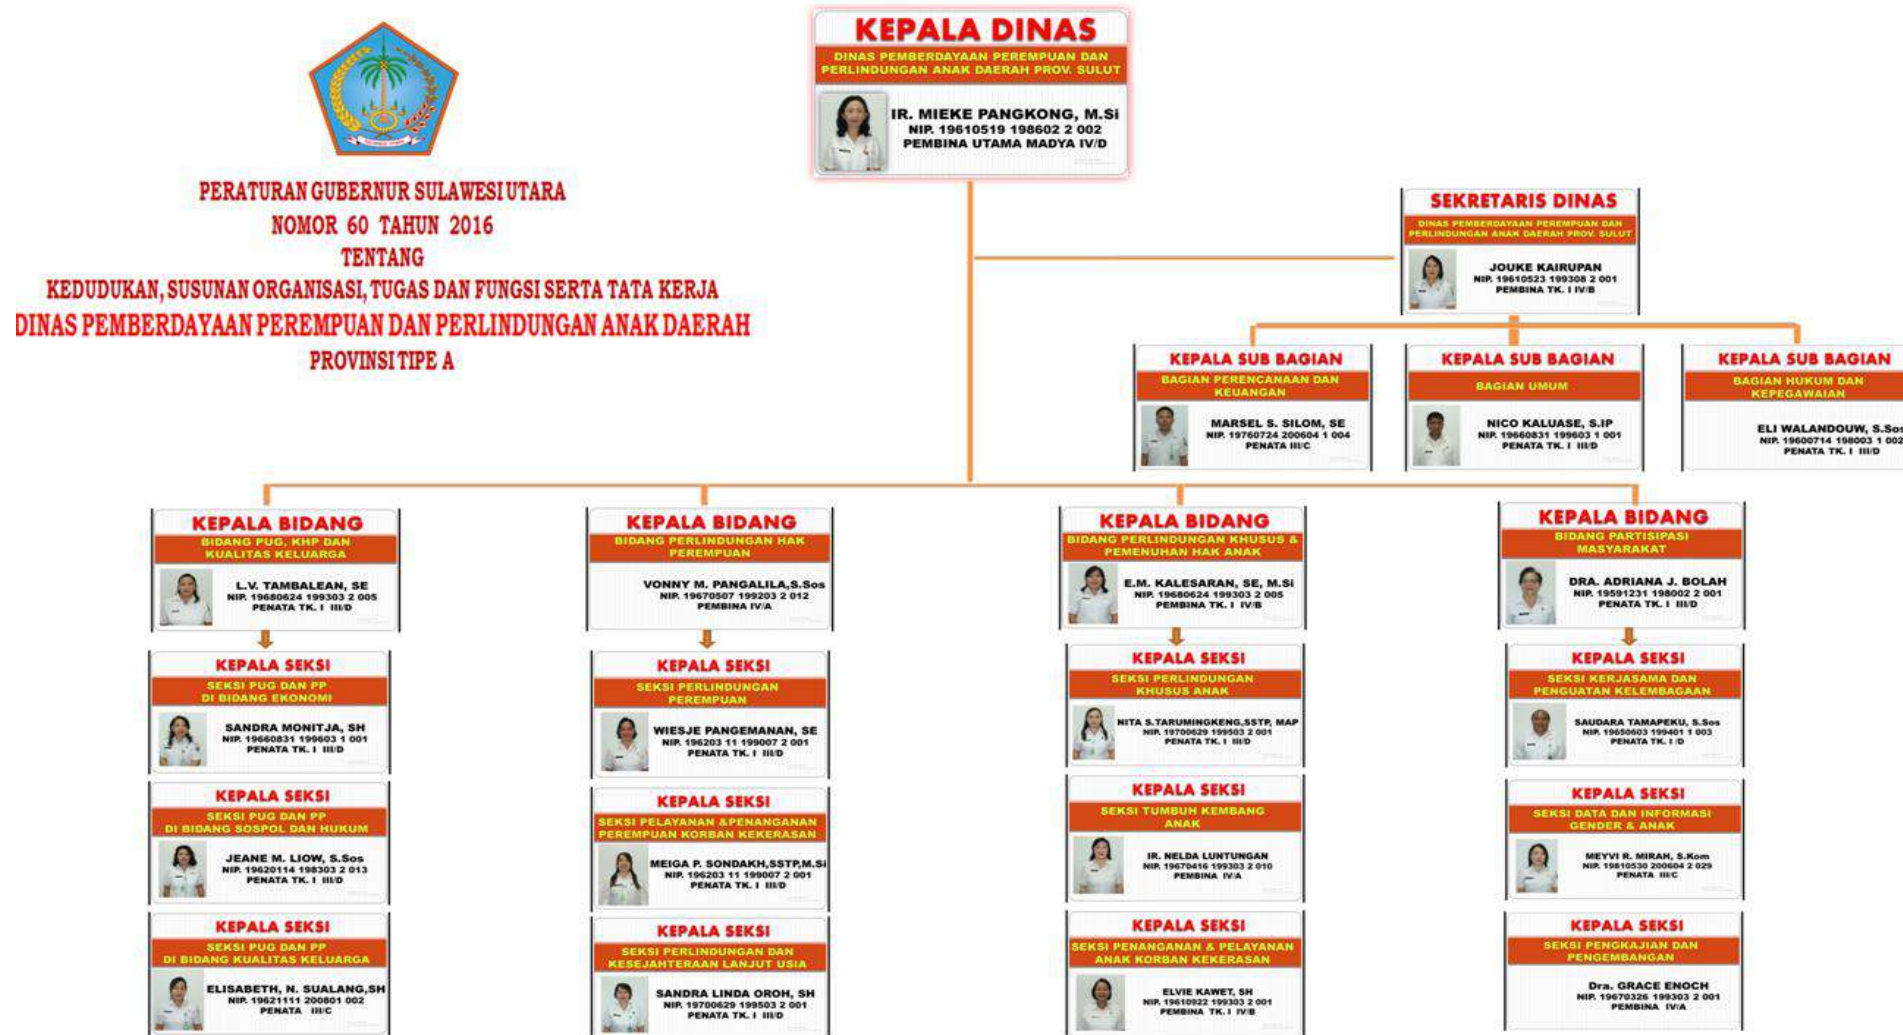 KEPALA DINAS
DINAS PEMBERDAYAAN PEREMPUAN DAN
PERLINDUNGAN ANAK DAERAH PROV. SULUT
IR. MIEKE PANGKONG, M.Si
NIP. 19610519 198602 2 002
PEMBINA UTAMA MADYA IV/D
PERATURAN GUBERNUR SULAWESI UTARA
NOMOR 60 TAHUN 2016
TENTANG
KEDUDUKAN, SUSUNAN ORGANISASI, TUGAS DAN FUNGSI SERTA TATA KERJA
DINAS PEMBERDAYAAN PEREMPUAN DAN PERLINDUNGAN ANAK DAERAH
PROVINSI TIPE A
SEKRETARIS DINAS
DINAS PEMBERDAYAAN PEREMPUAN DAN
PERLINDUNGAN ANAK DAERAH PROV. SULUT
JOUKE KAIRUPAN
NIP. 19610523 199308 2 001
PEMBINA TK. I IV/B
KEPALA SUB BAGIAN
BAGIAN PERENCANAAN DAN
KEUANGAN
MARSEL S. SILOM, SE
NIP. 19760724 200604 1 004
PENATA III/C
KEPALA SUB BAGIAN
BAGIAN UMUM
NICO KALUASE, S.IP
NIP. 19660831 199603 1 001
PENATA TK. I III/D
KEPALA SUB BAGIAN
BAGIAN HUKUM DAN
KEPEGAWAIAN
ELI WALANDOUW, S.Sos
NIP. 19600714 198003 1 002
PENATA TK. I III/D
KEPALA BIDANG
BIDANG PUG, KHP DAN
KUALITAS KELUARGA
L.V. TAMBALEAN, SE
NIP. 19680624 199303 2 005
PENATA TK. I III/D
KEPALA SEKSI
SEKSI PUG DAN PP
DI BIDANG EKONOMI
SANDRA MONITJA, SH
NIP. 19660831 199603 1 001
PENATA TK. I III/D
KEPALA SEKSI
SEKSI PUG DAN PP
DI BIDANG SOSPOL DAN HUKUM
JEANE M. LIOW, S.Sos
NIP. 19620114 198303 2 013
PENATA TK. I III/D
KEPALA SEKSI
SEKSI PUG DAN PP
DI BIDANG KUALITAS KELUARGA
ELISABETH, N. SUALANG,SH
NIP. 19621111 200801 002
PENATA III/C
KEPALA BIDANG
BIDANG PERLINDUNGAN HAK
PEREMPUAN
VONNY M. PANGALILA,S.Sos
NIP. 19670507 199203 2 012
PEMBINA IV/A
KEPALA SEKSI
SEKSI PERLINDUNGAN
PEREMPUAN
WIESJE PANGEMANAN, SE
NIP. 196203 11 199007 2 001
PENATA TK. I III/D
KEPALA SEKSI
SEKSI PELAYANAN &PENANGANAN
PEREMPUAN KORBAN KEKERASAN
MEIGA P. SONDAKH,SSTP,M.Si
NIP. 196203 11 199007 2 001
PENATA TK. I III/D
KEPALA SEKSI
SEKSI PERLINDUNGAN DAN
KESEJAHTERAAN LANJUT USIA
SANDRA LINDA OROH, SH
NIP. 19700629 199503 2 001
PENATA TK. I III/D
KEPALA BIDANG
BIDANG PERLINDUNGAN KHUSUS &
PEMENUHAN HAK ANAK
E.M. KALESARAN, SE, M.Si
NIP. 19680624 199303 2 005
PEMBINA TK. I IV/B
KEPALA SEKSI
SEKSI PERLINDUNGAN
KHUSUS ANAK
NITA S.TARUMINGKENG,SSTP, MAP
NIP. 19700629 199503 2 001
PENATA TK. I III/D
KEPALA SEKSI
SEKSI TUMBUH KEMBANG
ANAK
IR. NELDA LUNTUNGAN
NIP. 19670416 199303 2 010
PEMBINA IV/A
KEPALA SEKSI
SEKSI PENANGANAN & PELAYANAN
ANAK KORBAN KEKERASAN
ELVIE KAWET, SH
NIP. 19610922 199303 2 001
PEMBINA TK. I IV/B
KEPALA BIDANG
BIDANG PARTISIPASI
MASYARAKAT
DRA. ADRIANA J. BOLAH
NIP. 19591231 198002 2 001
PENATA TK. I III/D
KEPALA SEKSI
SEKSI KERJASAMA DAN
PENGUATAN KELEMBAGAAN
SAUDARA TAMAPEKU, S.Sos
NIP. 19650603 199401 1 003
PENATA TK. I /D
KEPALA SEKSI
SEKSI DATA DAN INFORMASI
GENDER & ANAK
MEYVI R. MIRAH, S.Kom
NIP. 19810530 200604 2 029
PENATA III/C
KEPALA SEKSI
SEKSI PENGKAJIAN DAN
PENGEMBANGAN
Dra. GRACE ENOCH
NIP. 19670326 199303 2 001
PEMBINA IV/A